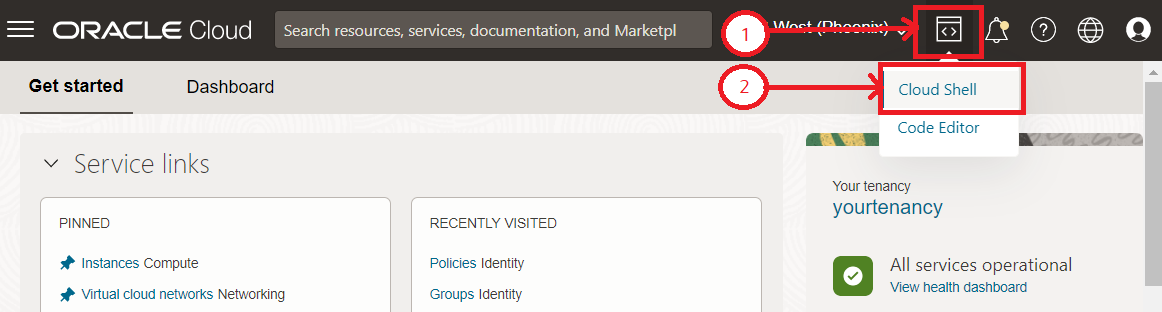 ORACLE Cloud
Search resources, services, documentation, and Marketpl
1
West (Phoenix)
Get started
Dashboard
2
Cloud Shell
Code Editor
Service links
Your tenancy
yourtenancy
PINNED
RECENTLY VISITED
Instances Compute
Policies Identity
All services operational
Virtual cloud networks Networking
Groups Identity
View health dashboard